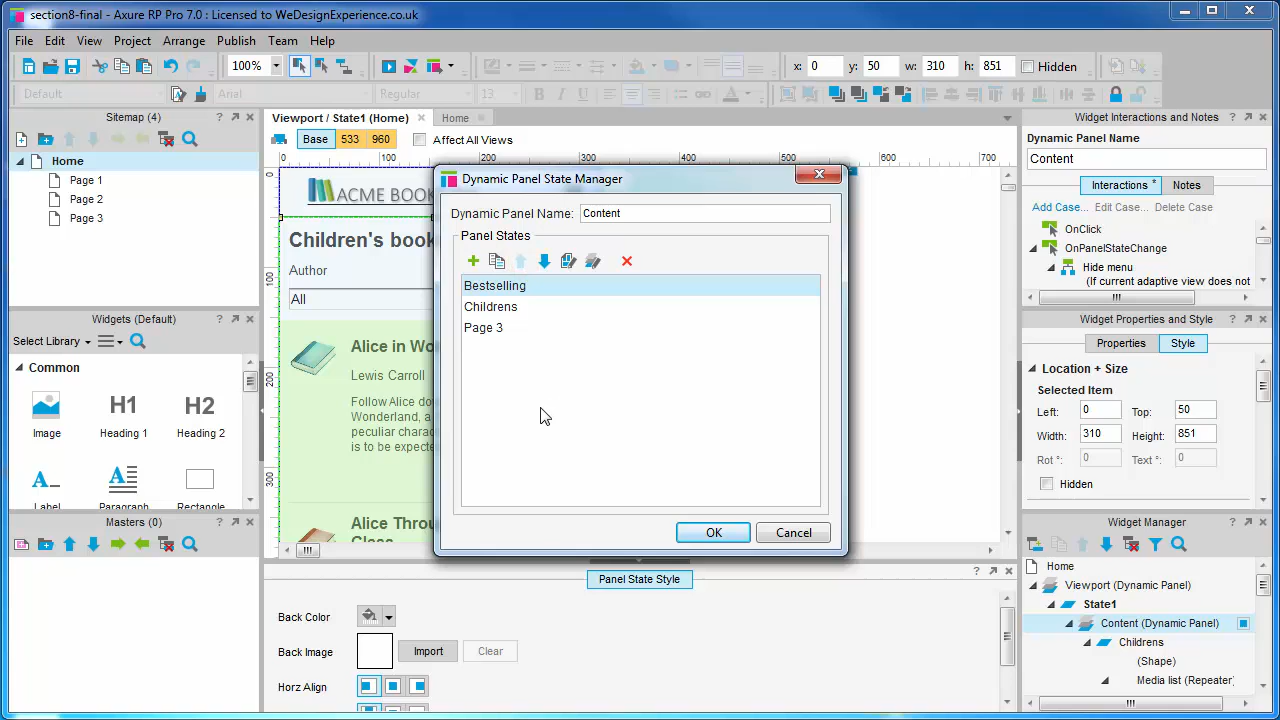 section8-final - Axure RP Pro 7.0 : Licensed to WeDesignExperience.co.uk
File Edit View Project Arrange Publish Team Help
100% x: 0 y: 50 w: 310 h: 851 Hidden
Default Arial Regular 13
Sitemap (4)
Home
Page 1
Page 2
Page 3
Widgets (Default)
Select Library
Common
Image
H1
Heading 1
H2
Heading 2
Label
Paragraph
Rectangle
Masters (0)
Viewport / State1 (Home) Home
Base 533 960 Affect All Views
0 100 200 300 400 500 600 700
0
100
200
300
ACME BOOK
Children's book
Author
All
Alice in Wo
Lewis Carroll
Follow Alice do
Wonderland, a
peculiar charac
is to be expecte
Alice Throu
Glass
Dynamic Panel State Manager
Dynamic Panel Name: Content
Panel States
Bestselling
Childrens
Page 3
OK Cancel
Panel State Style
Back Color
Back Image Import Clear
Horz Align
Widget Interactions and Notes
Dynamic Panel Name
Content
Interactions * Notes
Add Case... Edit Case... Delete Case
OnClick
OnPanelStateChange
Hide menu
(If current adaptive view does not
Widget Properties and Style
Properties Style
Location + Size
Selected Item
Left: 0 Top: 50
Width: 310 Height: 851
Rot °: 0 Text °: 0
Hidden
Widget Manager
Home
Viewport (Dynamic Panel)
State1
Content (Dynamic Panel)
Childrens
(Shape)
Media list (Repeater)